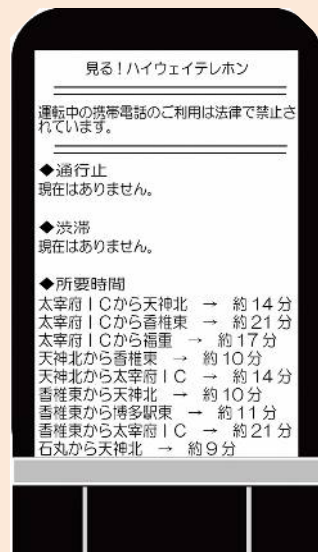 見る！ハイウェイテレホン
運転中の携帯電話のご利用は法律で禁止さ
れています。
◆通行止
現在はありません。
◆渋滞
現在はありません。
◆所要時間
太宰府ＩＣから天神北　→　約１４分
太宰府ＩＣから香椎東　→　約２１分
太宰府ＩＣから福重　→　約１７分
天神北から香椎東　→　約１０分
天神北から太宰府ＩＣ　→　約１４分
香椎東から天神北　→　約１０分
香椎東から博多駅東　→　約１１分
香椎東から太宰府ＩＣ　→　約２１分
石丸から天神北　→　約９分